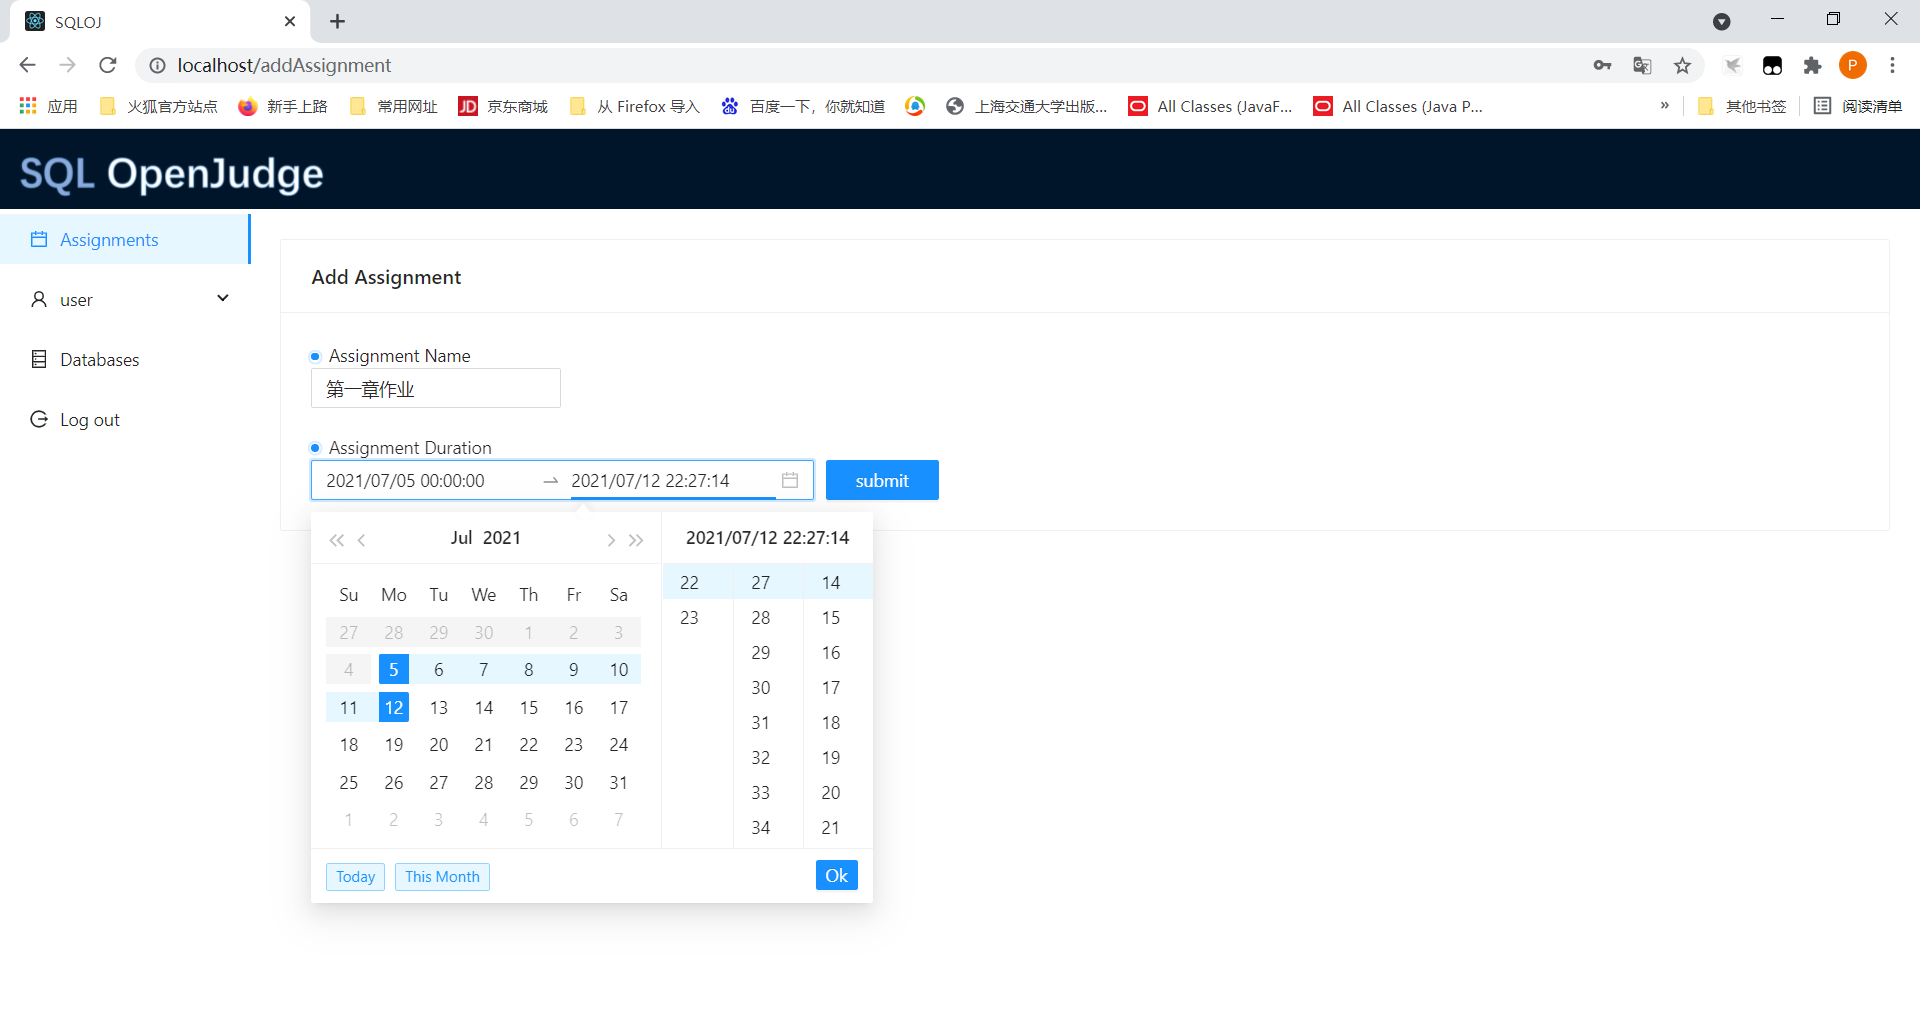 SQLOJ
localhost/addAssignment
P
应用 火狐官方站点 新手上路 常用网址 JD 京东商城 从 Firefox 导入 百度一下，你就知道 上海交通大学出版... All Classes (JavaF... All Classes (Java P... » 其他书签 阅读清单
SQL OpenJudge
Assignments
user
Databases
Log out
Add Assignment
Assignment Name
第一章作业
Assignment Duration
2021/07/05 00:00:00 → 2021/07/12 22:27:14 submit
Jul 2021
Su Mo Tu We Th Fr Sa
27 28 29 30 1 2 3
4 5 6 7 8 9 10
11 12 13 14 15 16 17
18 19 20 21 22 23 24
25 26 27 28 29 30 31
1 2 3 4 5 6 7
2021/07/12 22:27:14
22 27 14
23 28 15
29 16
30 17
31 18
32 19
33 20
34 21
Today This Month Ok